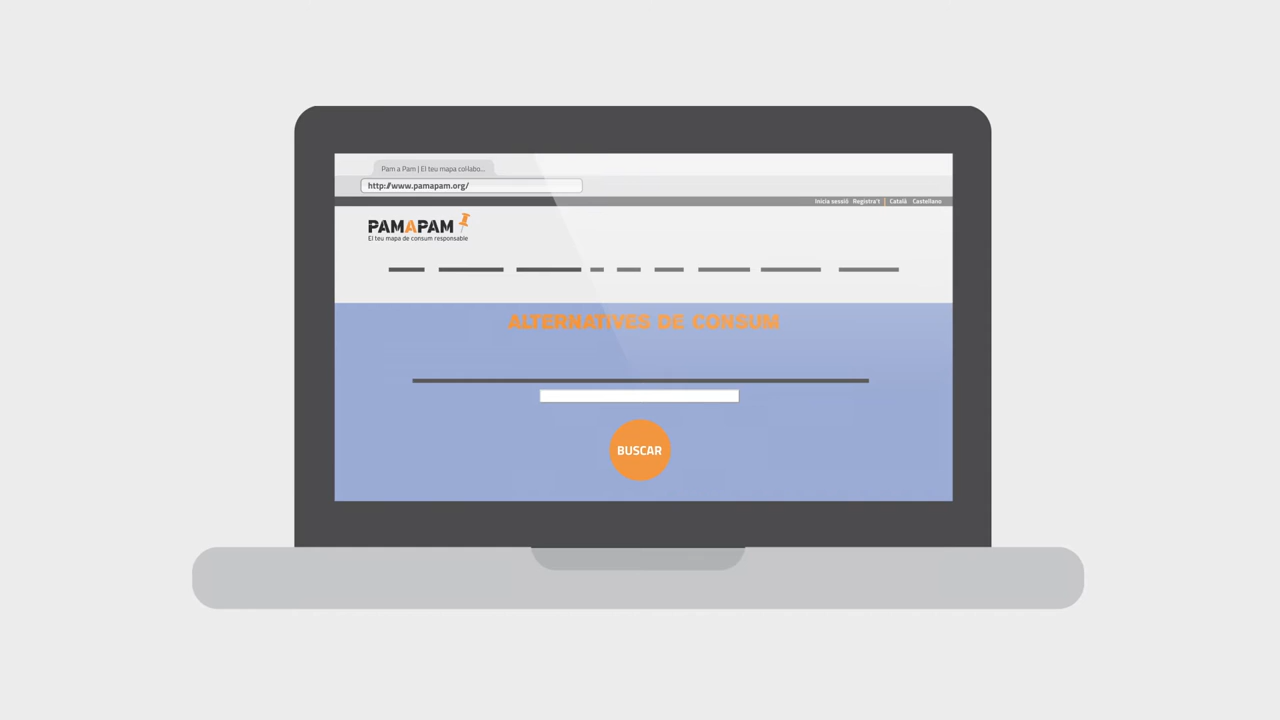 Pam a Pam | El teu mapa col·labo...
http://www.pamapam.org/
Inicia sessió Registra't | Català Castellano
PAMAPAM
El teu mapa de consum responsable
ALTERNATIVES DE CONSUM
BUSCAR